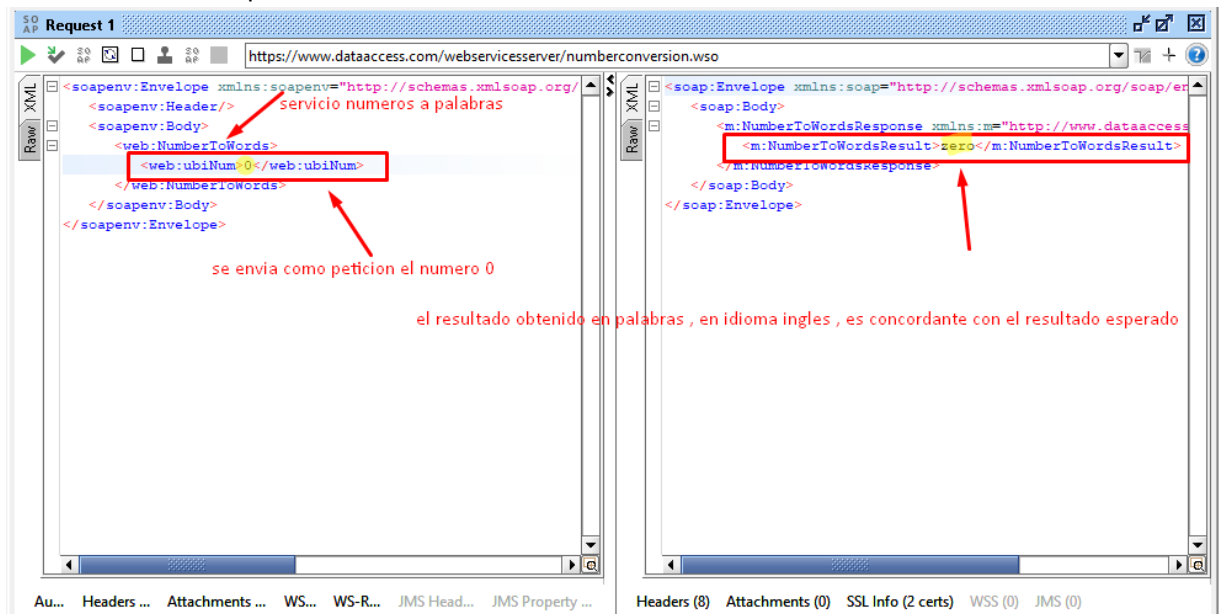 SO AP Request 1
https://www.dataaccess.com/webservicesserver/numberconversion.wso
XML
Raw
<soapenv:Envelope xmlns:soapenv="http://schemas.xmlsoap.org/
<soapenv:Header/>
servicio numeros a palabras
<soapenv:Body>
<web:NumberToWords>
<web:ubiNum>0</web:ubiNum>
</web:NumberToWords>
</soapenv:Body>
</soapenv:Envelope>
se envia como peticion el numero 0
XML
Raw
<soap:Envelope xmlns:soap="http://schemas.xmlsoap.org/soap/en
<soap:Body>
<m:NumberToWordsResponse xmlns:m="http://www.dataaccess
<m:NumberToWordsResult>zero</m:NumberToWordsResult>
</m:NumberToWordsResponse>
</soap:Body>
</soap:Envelope>
el resultado obtenido en palabras , en idioma ingles , es concordante con el resultado esperado
Au... Headers ... Attachments ... WS... WS-R... JMS Head... JMS Property ...
Headers (8) Attachments (0) SSL Info (2 certs) WSS (0) JMS (0)